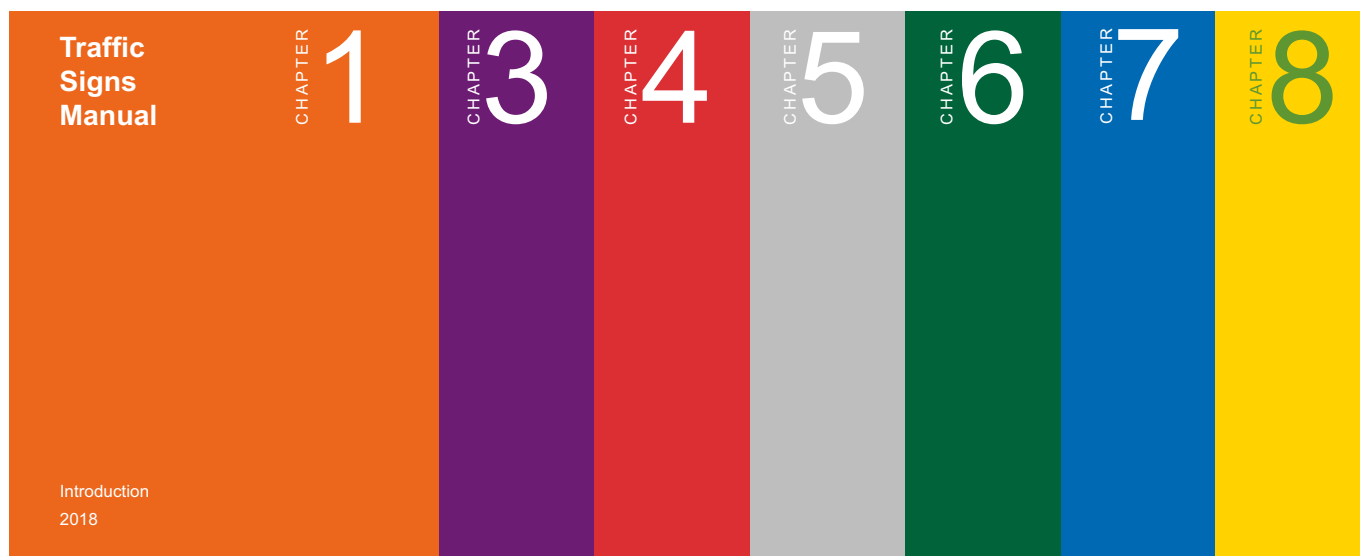 Traffic
Signs
Manual
CHAPTER 1
CHAPTER 3
CHAPTER 4
CHAPTER 5
CHAPTER 6
CHAPTER 7
CHAPTER 8
Introduction
2018